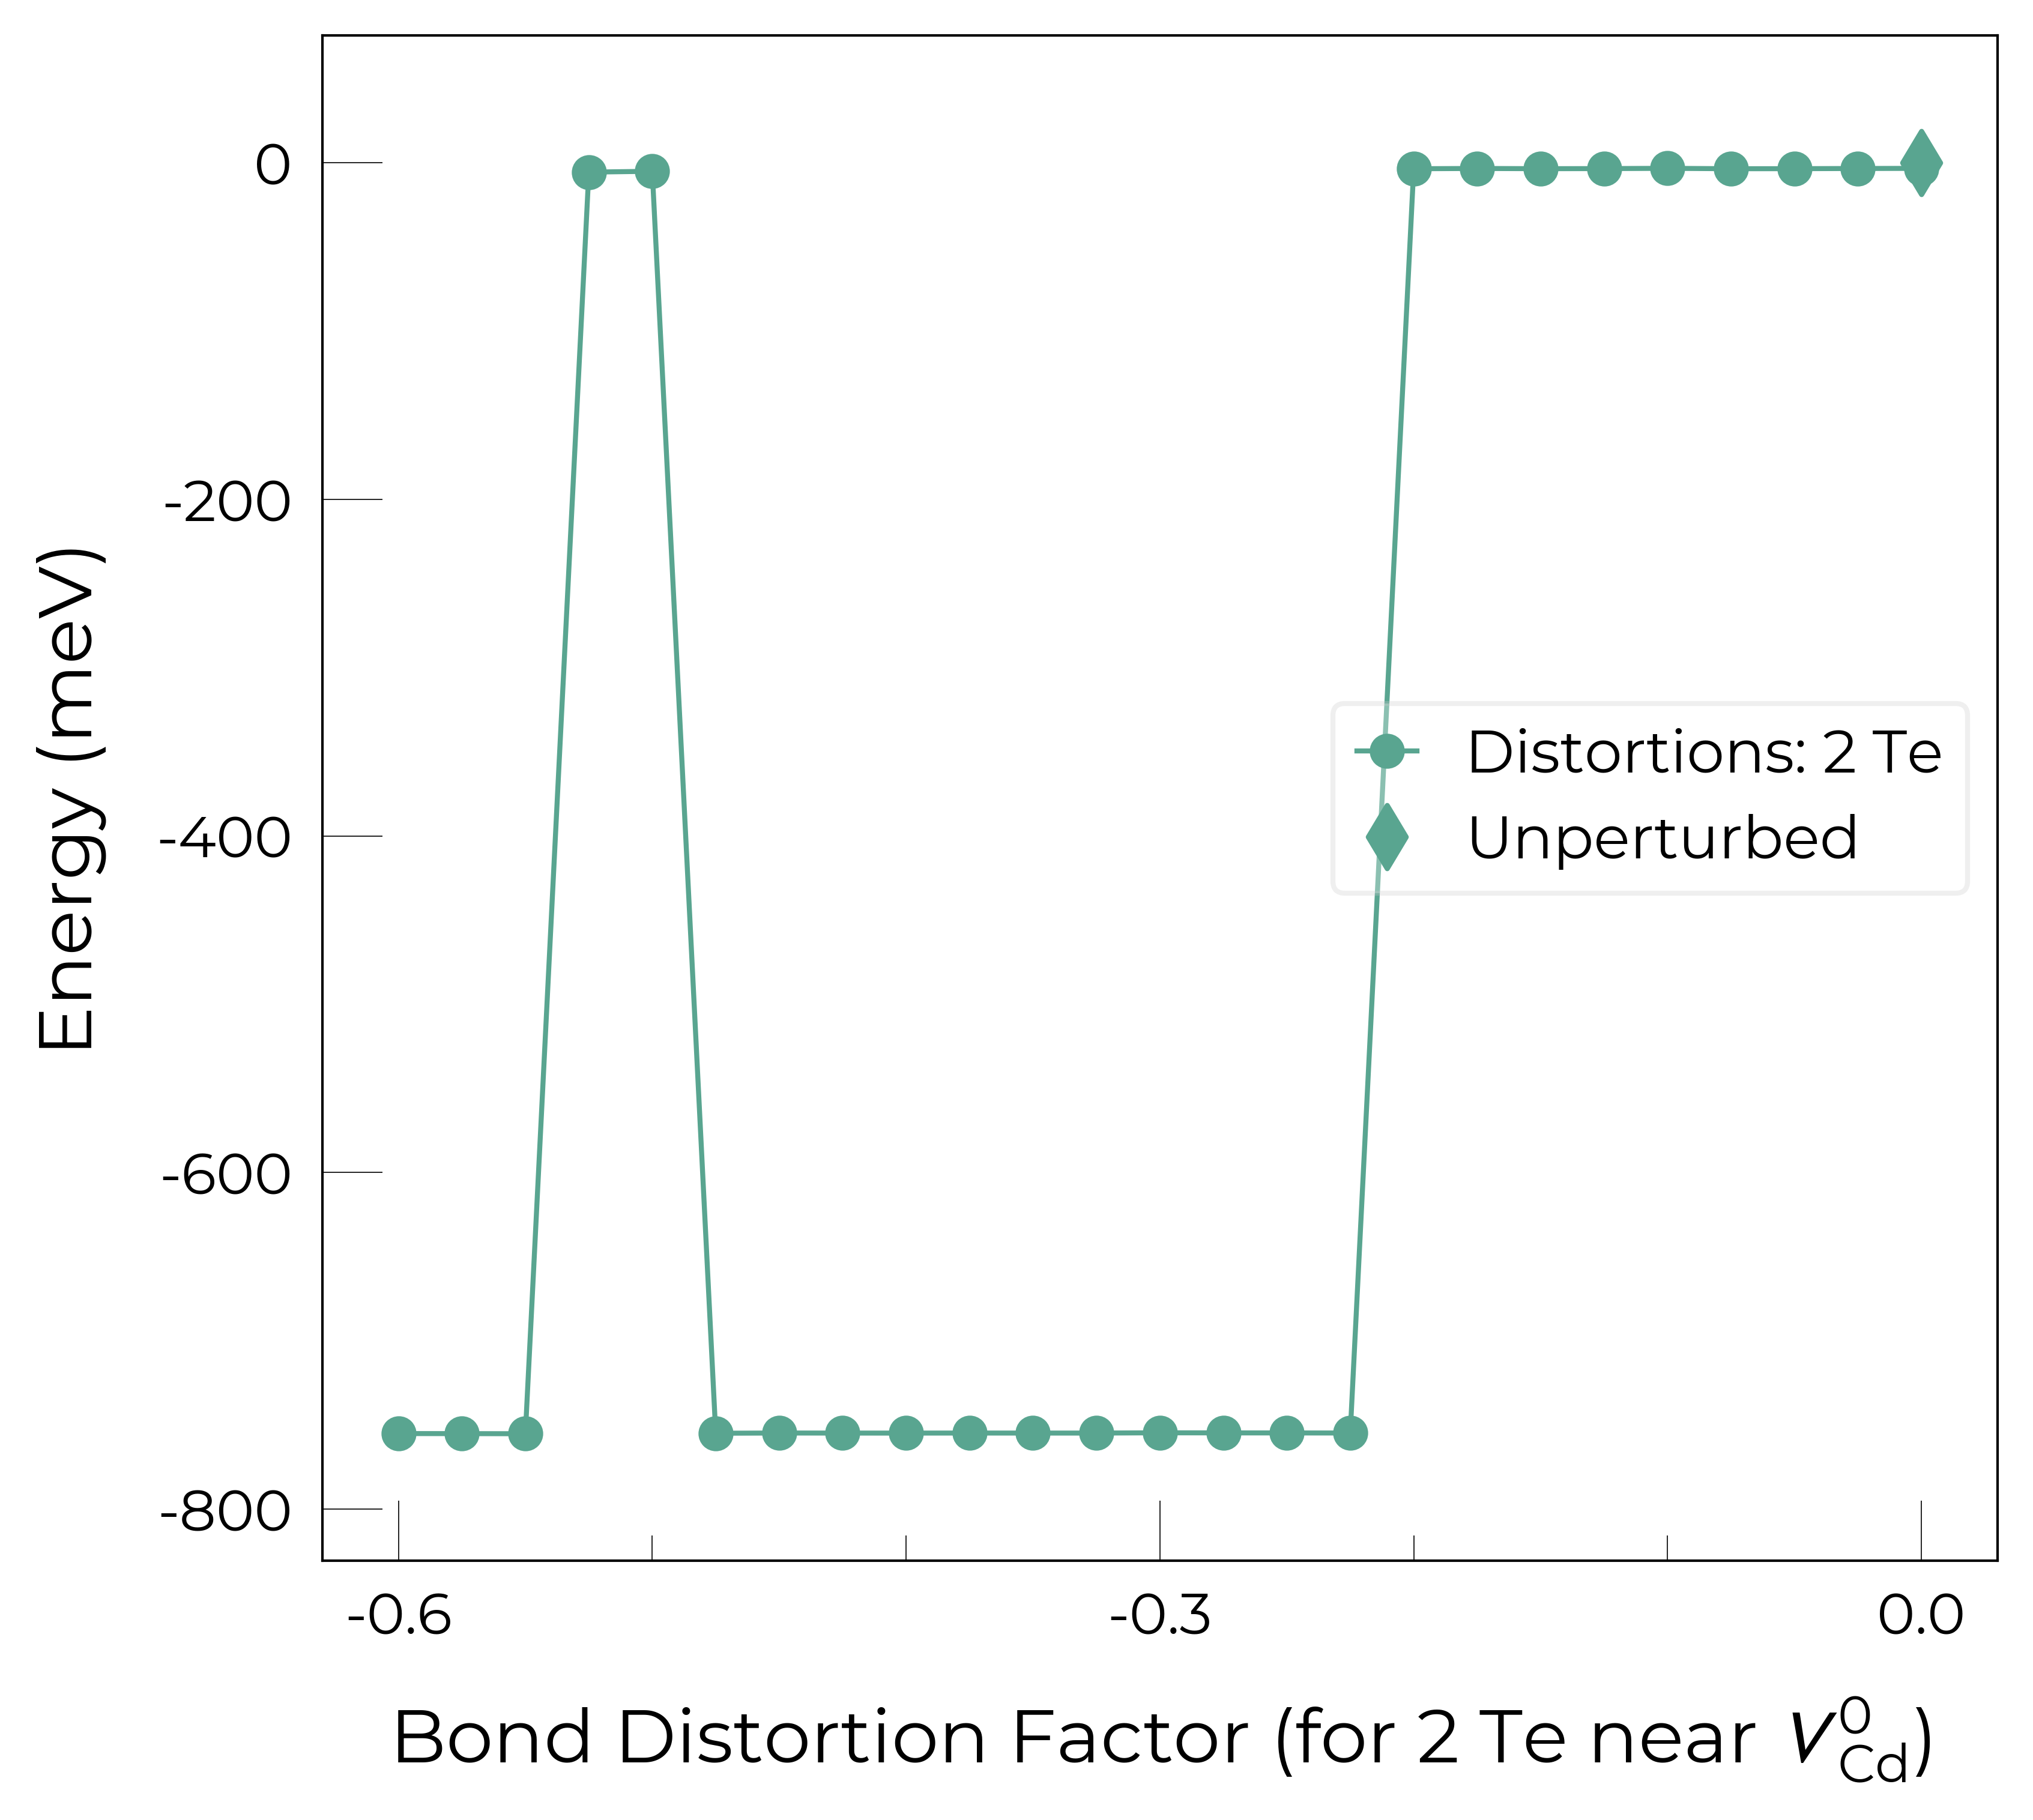 0
-200
-400
-600
-800
Energy (meV)
Distortions: 2 Te
Unperturbed
-0.6 -0.3 0.0
Bond Distortion Factor (for 2 Te near V⁰Cd)